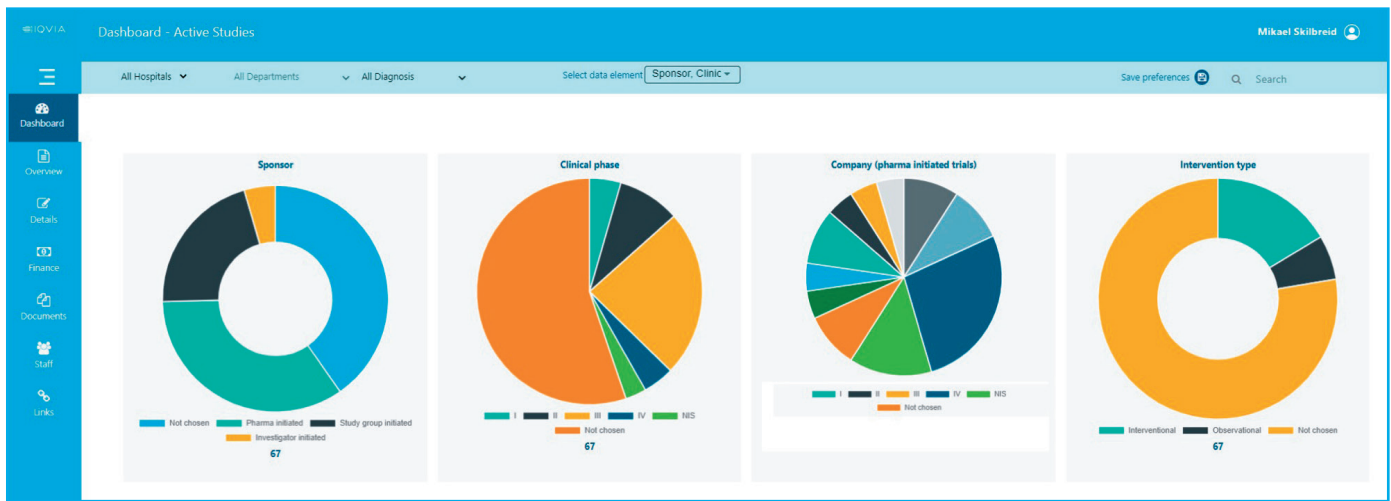 IQVIA
Dashboard - Active Studies
Mikael Skilbreid
All Hospitals
All Departments
All Diagnosis
Select data element
Sponsor, Clinic
Save preferences
Search
Dashboard
Overview
Details
Finance
Documents
Staff
Links
Sponsor
Not chosen Pharma initiated Study group initiated
Investigator initiated
67
Clinical phase
I II III IV NIS
Not chosen
67
Company (pharma initiated trials)
I II III IV NIS
Not chosen
Intervention type
Interventional Observational Not chosen
67